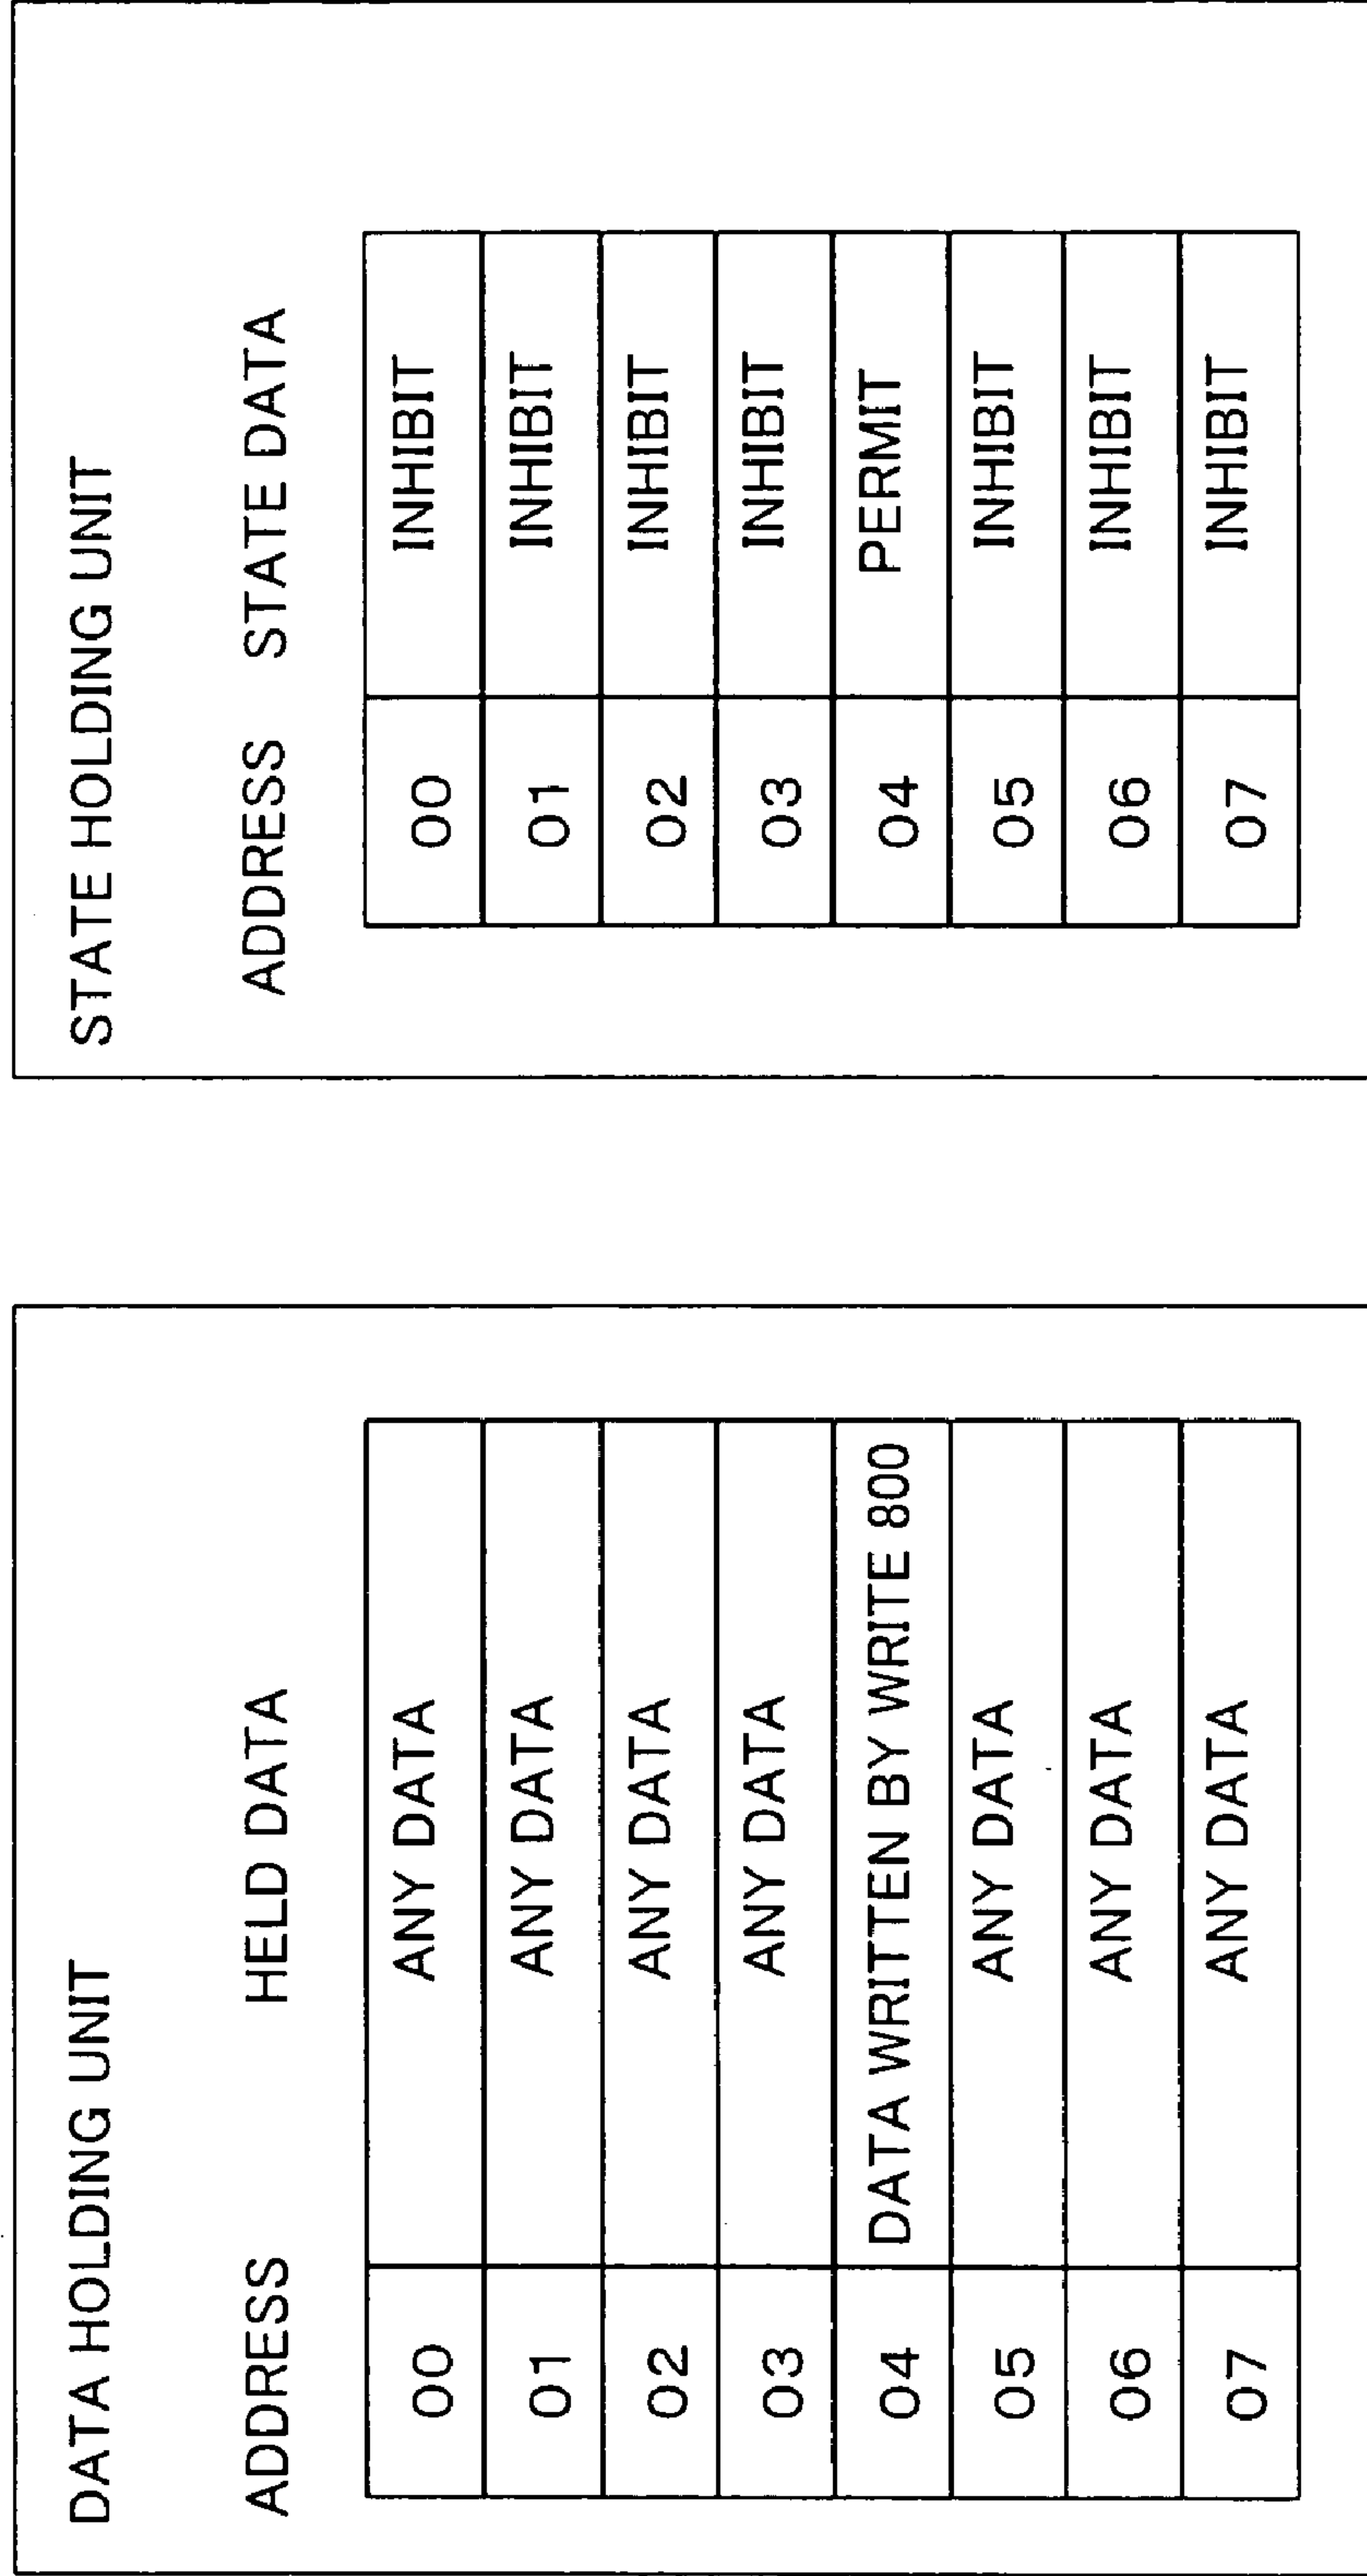 DATA HOLDING UNIT
ADDRESS HELD DATA
00 ANY DATA
01 ANY DATA
02 ANY DATA
03 ANY DATA
04 DATA WRITTEN BY WRITE 800
05 ANY DATA
06 ANY DATA
07 ANY DATA
STATE HOLDING UNIT
ADDRESS STATE DATA
00 INHIBIT
01 INHIBIT
02 INHIBIT
03 INHIBIT
04 PERMIT
05 INHIBIT
06 INHIBIT
07 INHIBIT